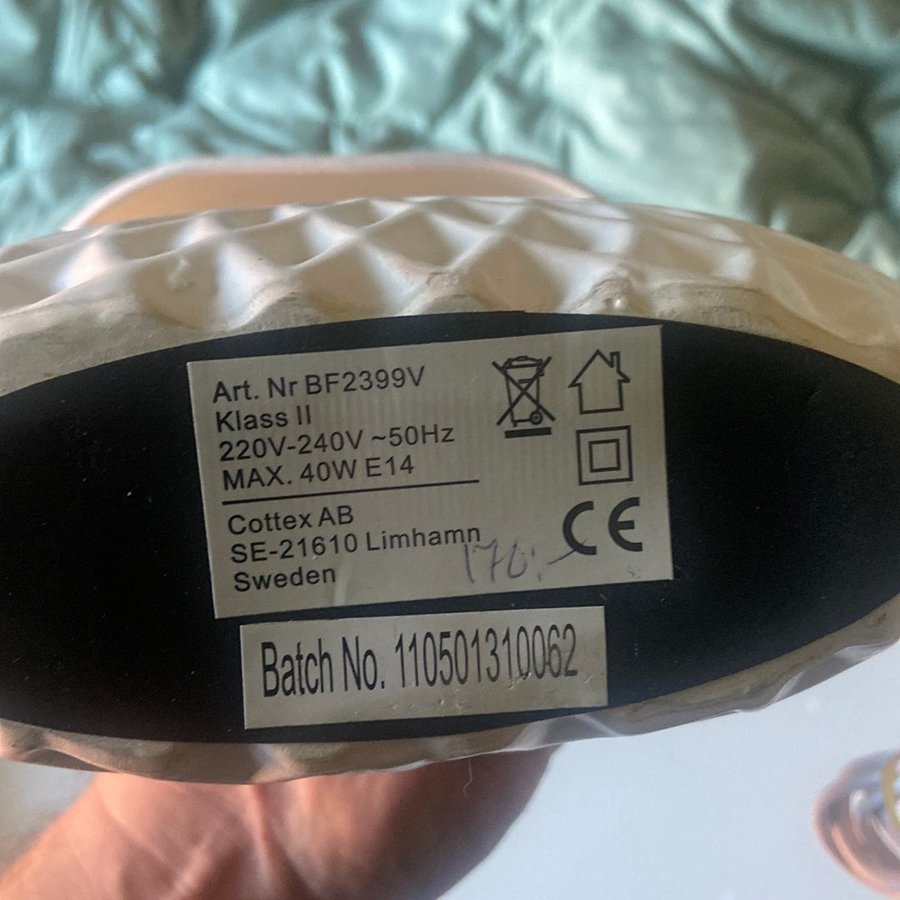 Art. Nr BF2399V
Klass II
220V-240V ~50Hz
MAX. 40W E14
Cottex AB
SE-21610 Limhamn
Sweden
170:-
CE
Batch No. 110501310062